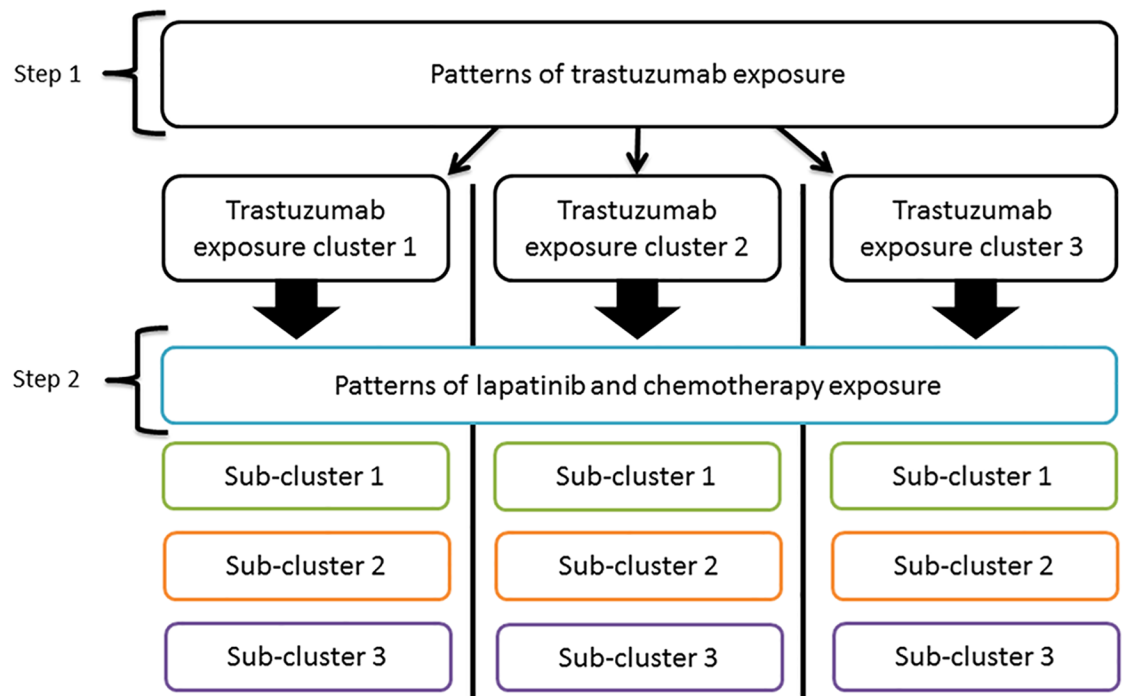 Step 1
Patterns of trastuzumab exposure
Trastuzumab
exposure cluster 1
Trastuzumab
exposure cluster 2
Trastuzumab
exposure cluster 3
Step 2
Patterns of lapatinib and chemotherapy exposure
Sub-cluster 1
Sub-cluster 1
Sub-cluster 1
Sub-cluster 2
Sub-cluster 2
Sub-cluster 2
Sub-cluster 3
Sub-cluster 3
Sub-cluster 3